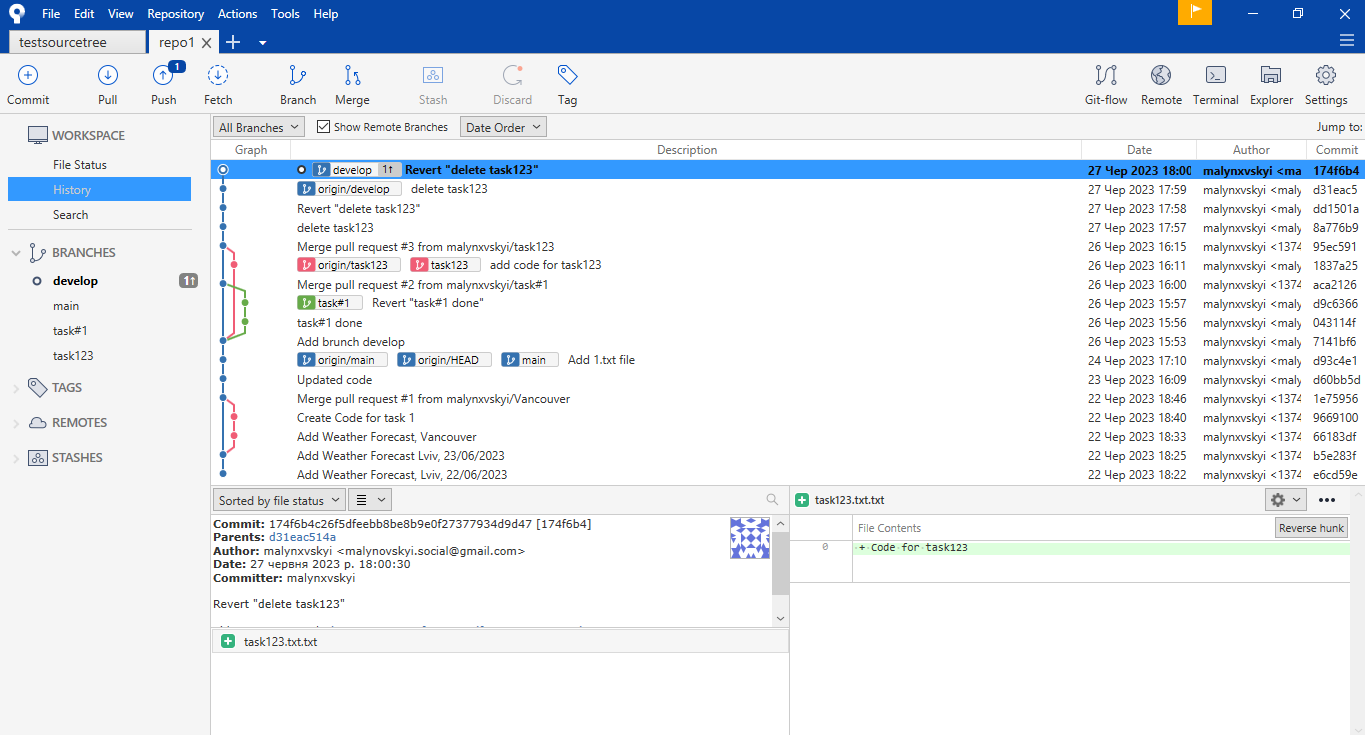 File Edit View Repository Actions Tools Help
testsourcetree repo1
1
Commit Pull Push Fetch Branch Merge Stash Discard Tag Git-flow Remote Terminal Explorer Settings
WORKSPACE
File Status
History
Search
BRANCHES
develop 1↑
main
task#1
task123
TAGS
REMOTES
STASHES
All Branches Show Remote Branches Date Order Jump to:
Graph Description Date Author Commit
develop 1↑ Revert "delete task123" 27 Чер 2023 18:00 malynxvskyi <ma 174f6b4
origin/develop delete task123 27 Чер 2023 17:59 malynxvskyi <maly d31eac5
Revert "delete task123" 27 Чер 2023 17:58 malynxvskyi <maly dd1501a
delete task123 27 Чер 2023 17:57 malynxvskyi <maly 8a776b9
Merge pull request #3 from malynxvskyi/task123 26 Чер 2023 16:15 malynxvskyi <1374 95ec591
origin/task123 task123 add code for task123 26 Чер 2023 16:11 malynxvskyi <maly 1837a25
Merge pull request #2 from malynxvskyi/task#1 26 Чер 2023 16:00 malynxvskyi <1374 aca2126
task#1 Revert "task#1 done" 26 Чер 2023 15:57 malynxvskyi <maly d9c6366
task#1 done 26 Чер 2023 15:56 malynxvskyi <maly 043114f
Add brunch develop 26 Чер 2023 15:53 malynxvskyi <maly 7141bf6
origin/main origin/HEAD main Add 1.txt file 24 Чер 2023 17:10 malynxvskyi <maly d93c4e1
Updated code 23 Чер 2023 16:09 malynxvskyi <maly d60bb5d
Merge pull request #1 from malynxvskyi/Vancouver 22 Чер 2023 18:46 malynxvskyi <1374 1e75956
Create Code for task 1 22 Чер 2023 18:40 malynxvskyi <1374 9669100
Add Weather Forecast, Vancouver 22 Чер 2023 18:33 malynxvskyi <1374 66183df
Add Weather Forecast Lviv, 23/06/2023 22 Чер 2023 18:25 malynxvskyi <1374 b5e283f
Add Weather Forecast Lviv, 22/06/2023 22 Чер 2023 18:22 malynxvskyi <1374 e6cd59e
Sorted by file status
Commit: 174f6b4c26f5dfeebb8be8b9e0f27377934d9d47 [174f6b4]
Parents: d31eac514a
Author: malynxvskyi <malynovskyi.social@gmail.com>
Date: 27 червня 2023 р. 18:00:30
Committer: malynxvskyi
Revert "delete task123"
task123.txt.txt
task123.txt.txt
File Contents Reverse hunk
0 + Code for task123